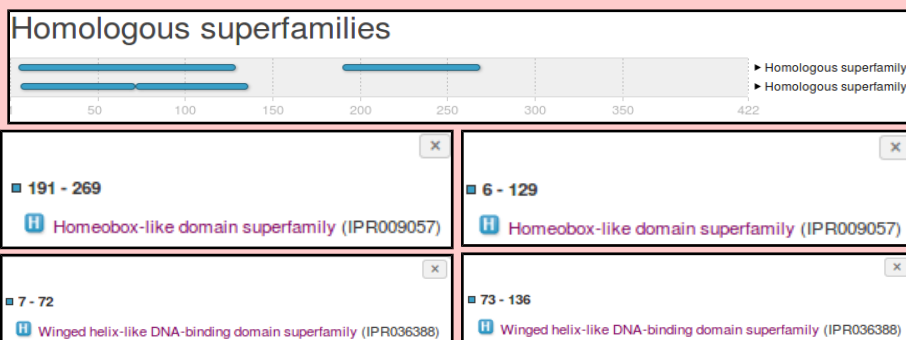 Homologous superfamilies
▸ Homologous superfamily
▸ Homologous superfamily
50 100 150 200 250 300 350 422
×
191 - 269
H Homeobox-like domain superfamily (IPR009057)
×
6 - 129
H Homeobox-like domain superfamily (IPR009057)
×
7 - 72
H Winged helix-like DNA-binding domain superfamily (IPR036388)
×
73 - 136
H Winged helix-like DNA-binding domain superfamily (IPR036388)